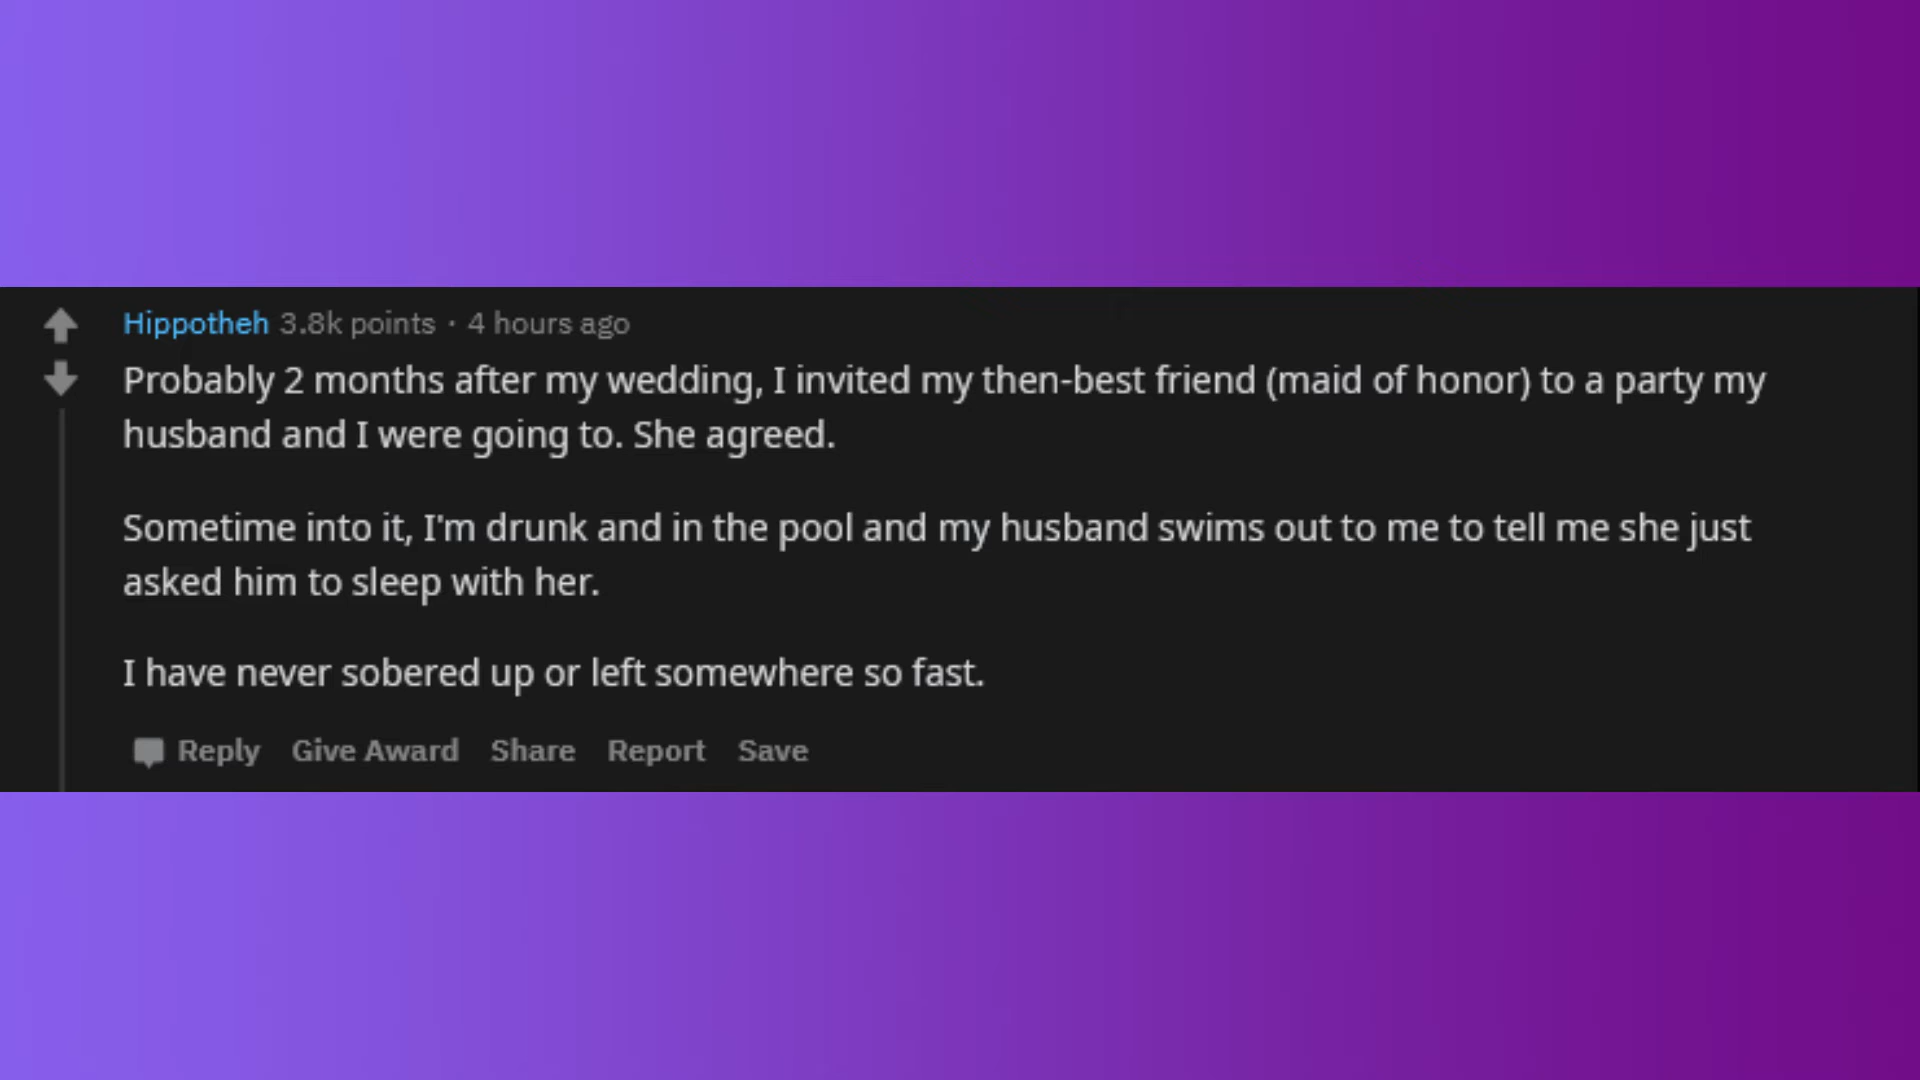 Hippotheh 3.8k points · 4 hours ago
Probably 2 months after my wedding, I invited my then-best friend (maid of honor) to a party my
husband and I were going to. She agreed.
Sometime into it, I'm drunk and in the pool and my husband swims out to me to tell me she just
asked him to sleep with her.
I have never sobered up or left somewhere so fast.
Reply Give Award Share Report Save